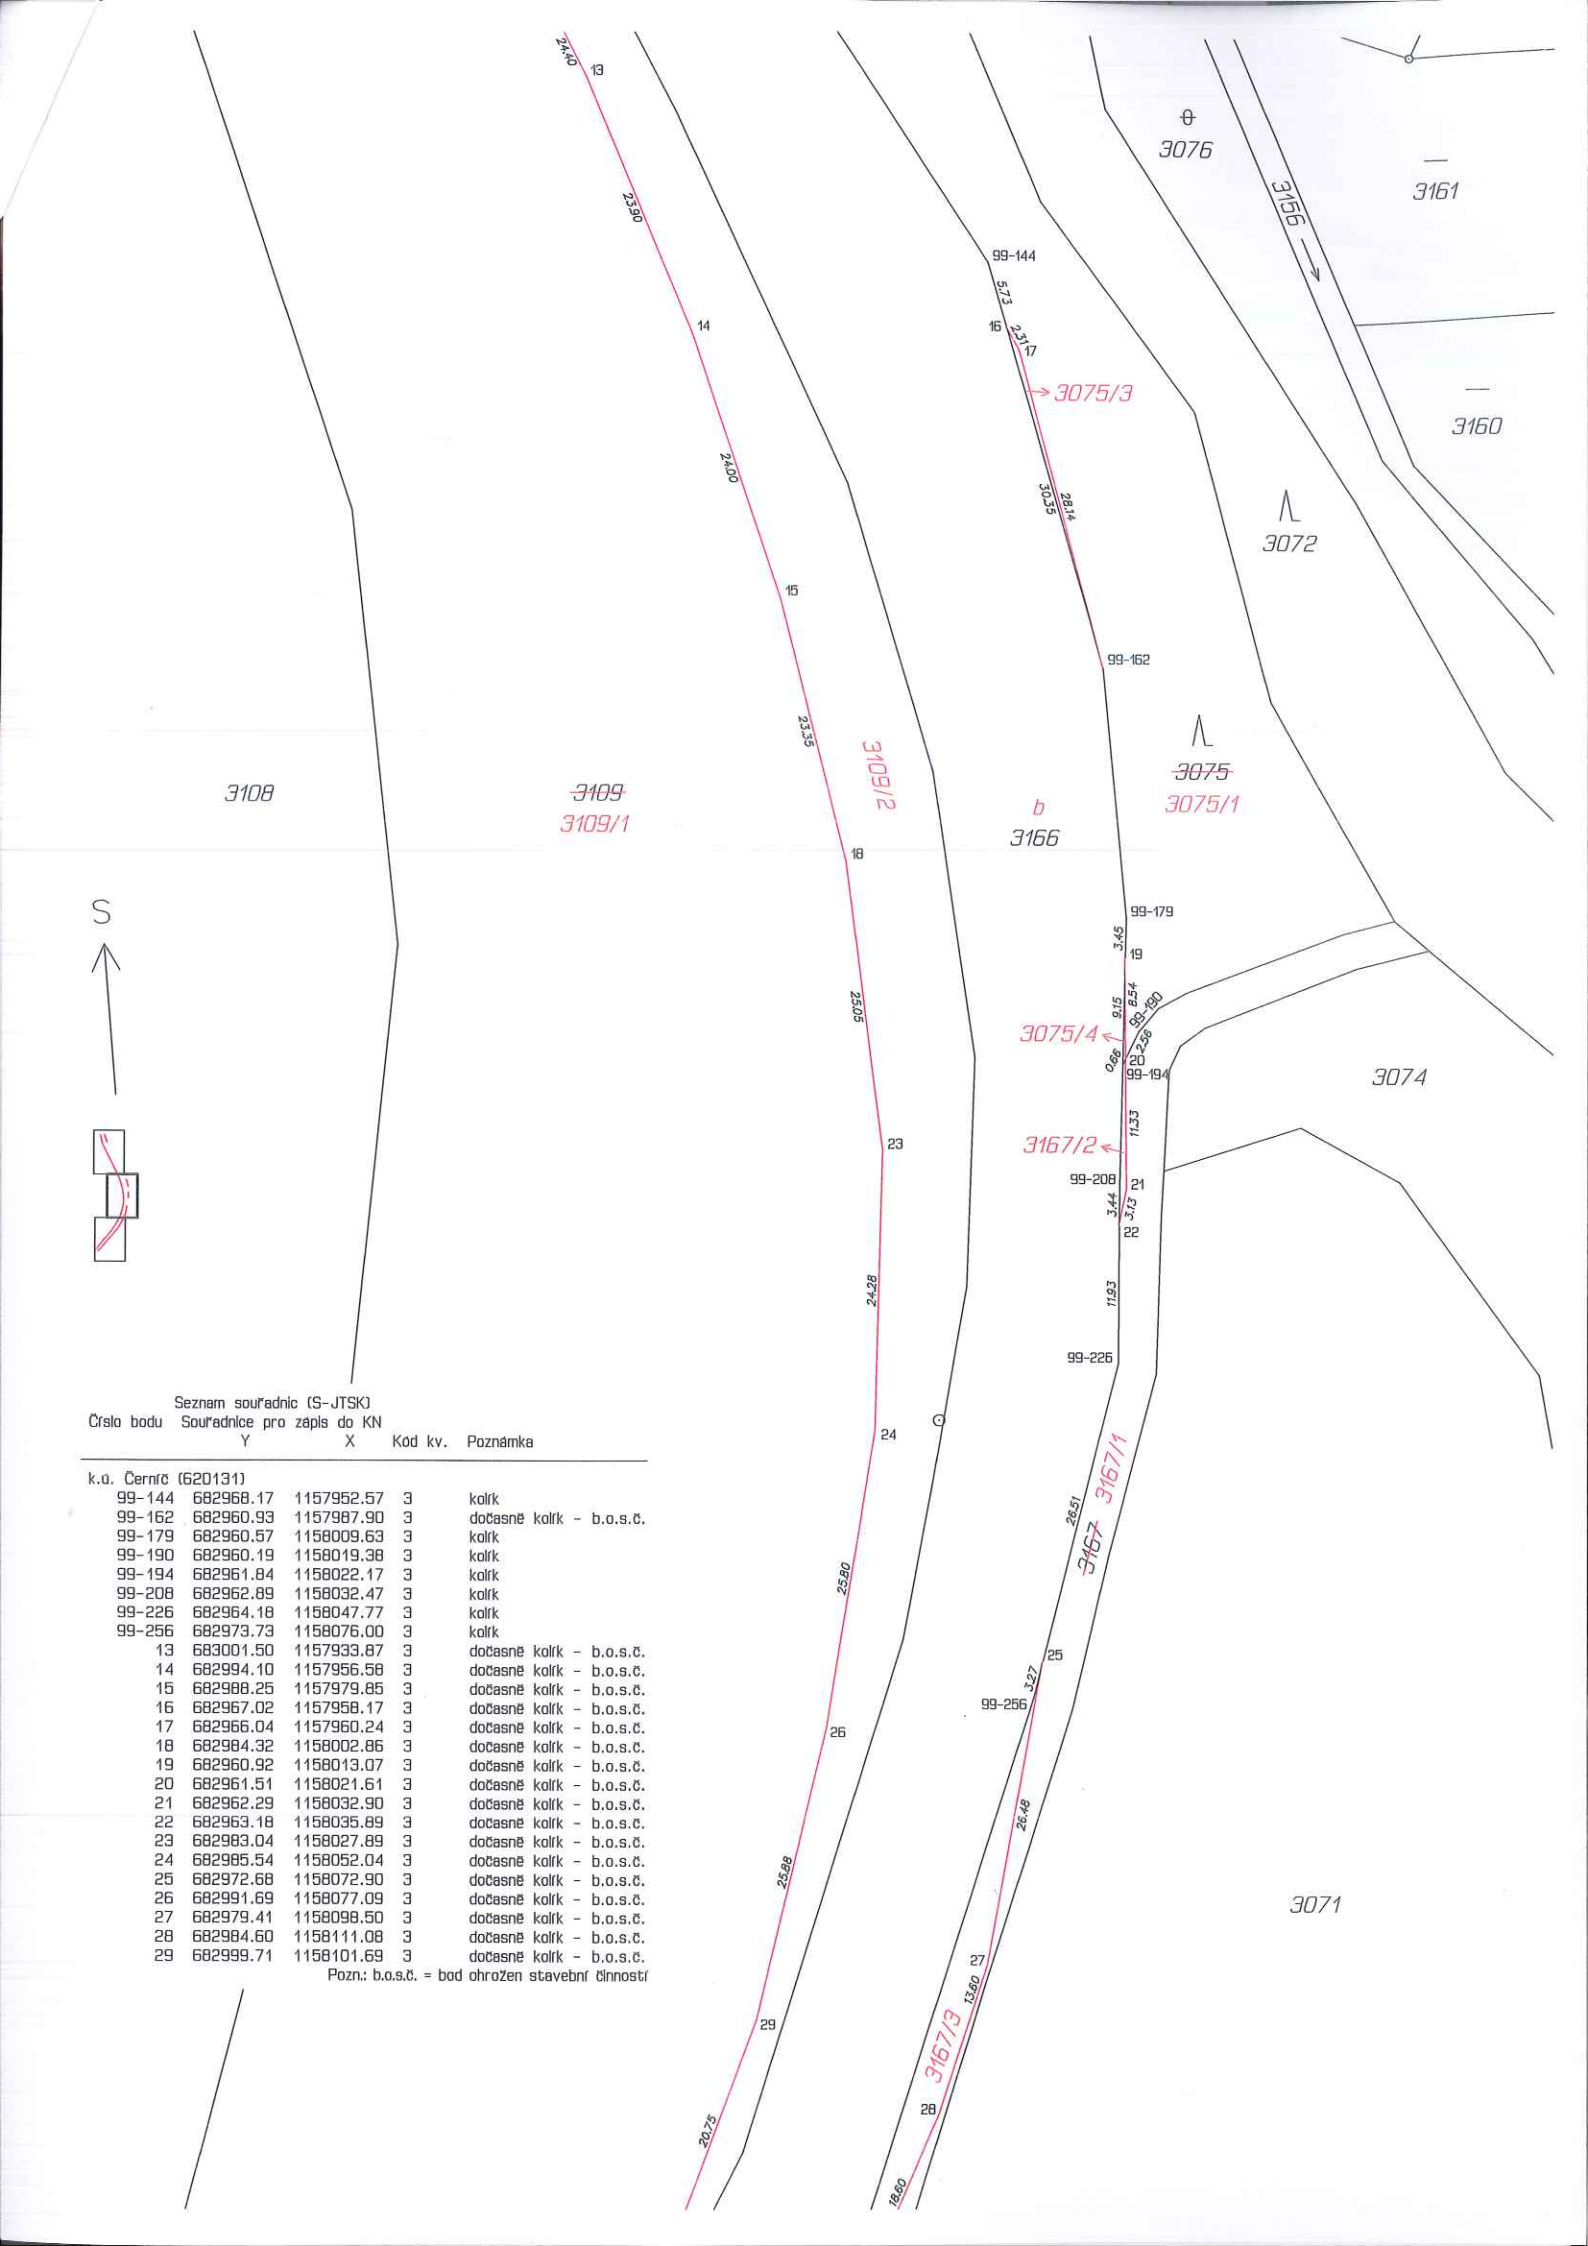 24.40
13
θ
3076
3161
3156
23.90
99-144
5.73
14
16
2.31
17
3075/3
3160
24.00
30.35
28.14
3072
15
99-162
23.35
3109/2
3075
3108
3109
b
3075/1
3109/1
3166
18
S
99-179
3.45
19
25.05
9.15
8.54
99-190
3075/4
2.56
0.66
20
99-194
3074
11.33
23
3167/2
99-208
21
3.44
3.13
22
24.28
11.93
99-226
Seznam souřadnic (S-JTSK)
Číslo bodu Souřadnice pro zápis do KN
Y X Kód kv. Poznámka
k.ú. Černíč (620131)
99-144 682968.17 1157952.57 3 kolík
99-162 682960.93 1157987.90 3 dočasně kolík - b.o.s.č.
99-179 682960.57 1158009.63 3 kolík
99-190 682960.19 1158019.38 3 kolík
99-194 682961.84 1158022.17 3 kolík
99-208 682962.89 1158032.47 3 kolík
99-226 682964.18 1158047.77 3 kolík
99-256 682973.73 1158076.00 3 kolík
13 683001.50 1157933.87 3 dočasně kolík - b.o.s.č.
14 682994.10 1157956.58 3 dočasně kolík - b.o.s.č.
15 682988.25 1157979.85 3 dočasně kolík - b.o.s.č.
16 682967.02 1157958.17 3 dočasně kolík - b.o.s.č.
17 682966.04 1157960.24 3 dočasně kolík - b.o.s.č.
18 682984.32 1158002.86 3 dočasně kolík - b.o.s.č.
19 682960.92 1158013.07 3 dočasně kolík - b.o.s.č.
20 682961.51 1158021.61 3 dočasně kolík - b.o.s.č.
21 682962.29 1158032.90 3 dočasně kolík - b.o.s.č.
22 682963.18 1158035.89 3 dočasně kolík - b.o.s.č.
23 682983.04 1158027.89 3 dočasně kolík - b.o.s.č.
24 682985.54 1158052.04 3 dočasně kolík - b.o.s.č.
25 682972.68 1158072.90 3 dočasně kolík - b.o.s.č.
26 682991.69 1158077.09 3 dočasně kolík - b.o.s.č.
27 682979.41 1158098.50 3 dočasně kolík - b.o.s.č.
28 682984.60 1158111.08 3 dočasně kolík - b.o.s.č.
29 682999.71 1158101.69 3 dočasně kolík - b.o.s.č.
Pozn.: b.o.s.č. = bod ohrožen stavební činností
24
3167/1
26.51
3167
25.80
25
3.27
99-256
26
26.48
25.88
3071
27
13.60
29
3167/3
28
20.75
18.60